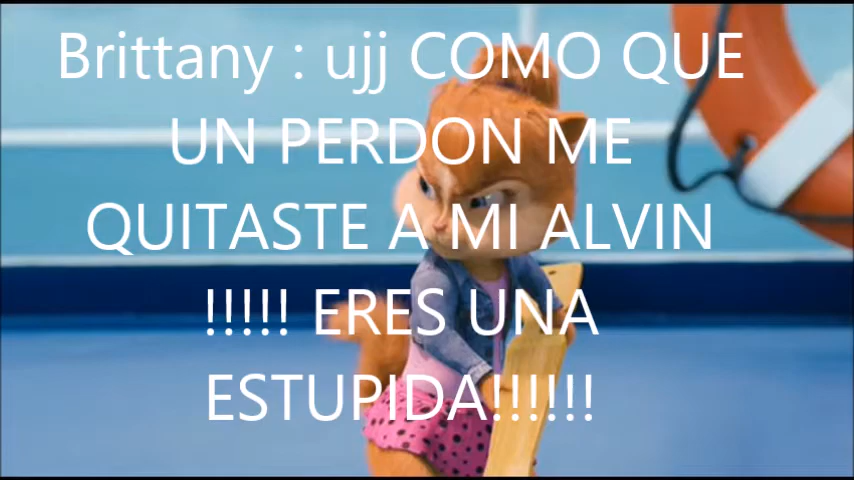 Brittany : ujj COMO QUE
UN PERDON ME
QUITASTE A MI ALVIN
!!!!! ERES UNA
ESTUPIDA!!!!!!